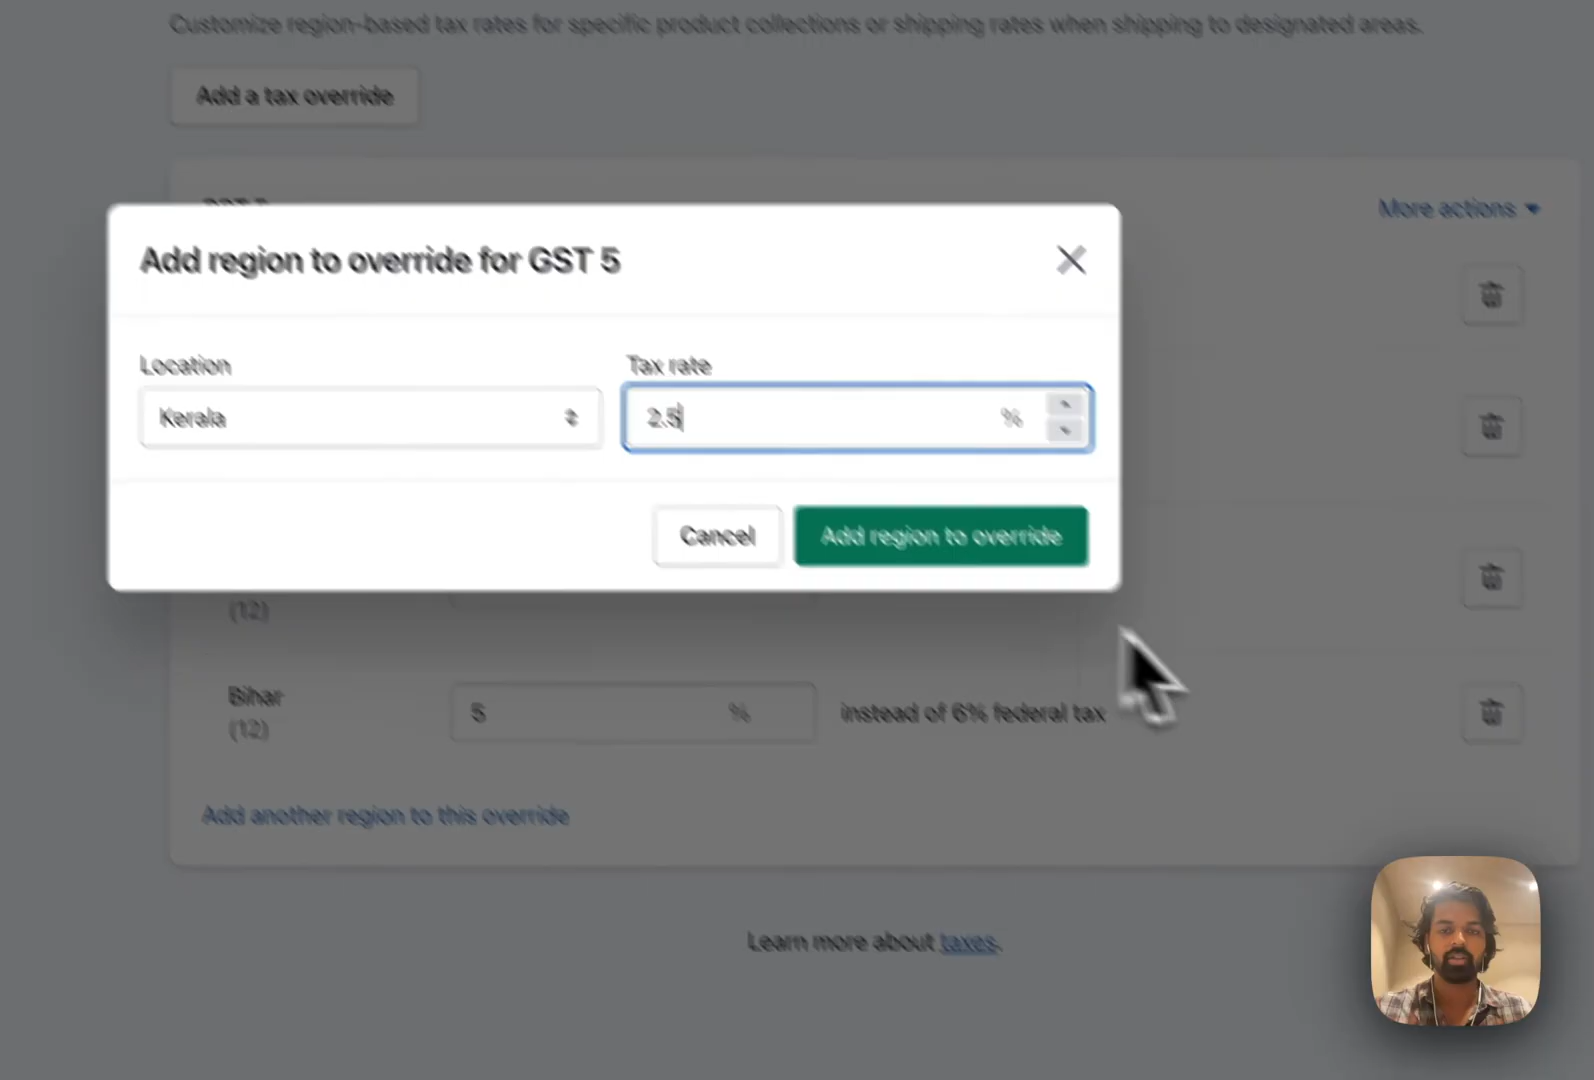 Customize region-based tax rates for specific product collections or shipping rates when shipping to designated areas.
Add a tax override
More actions
Add region to override for GST 5
Location
Tax rate
Kerala
2.5
%
Cancel
Add region to override
(12)
Bihar
(12)
5
%
instead of 6% federal tax
Add another region to this override
Learn more about taxes.